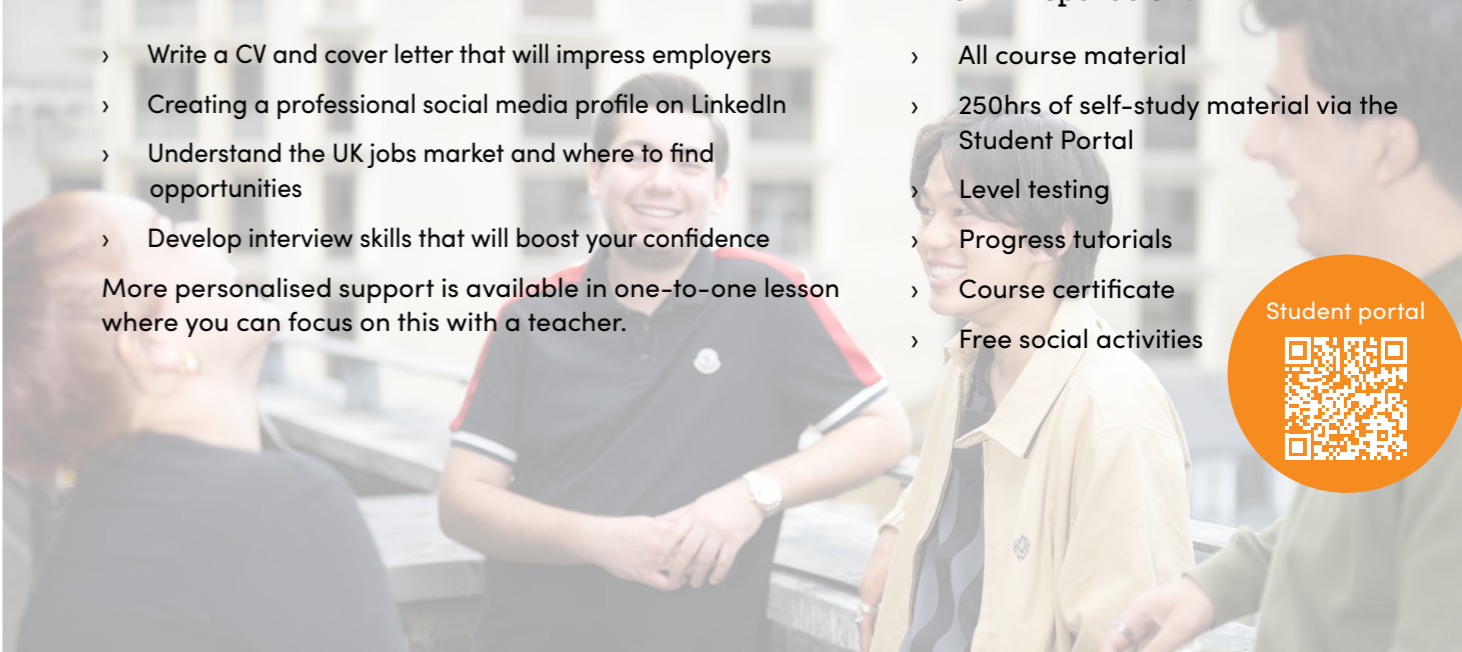 › Write a CV and cover letter that will impress employers
› Creating a professional social media profile on LinkedIn
› Understand the UK jobs market and where to find
opportunities
› Develop interview skills that will boost your confidence
More personalised support is available in one-to-one lesson
where you can focus on this with a teacher.
› All course material
› 250hrs of self-study material via the
Student Portal
› Level testing
› Progress tutorials
› Course certificate
› Free social activities
Student portal